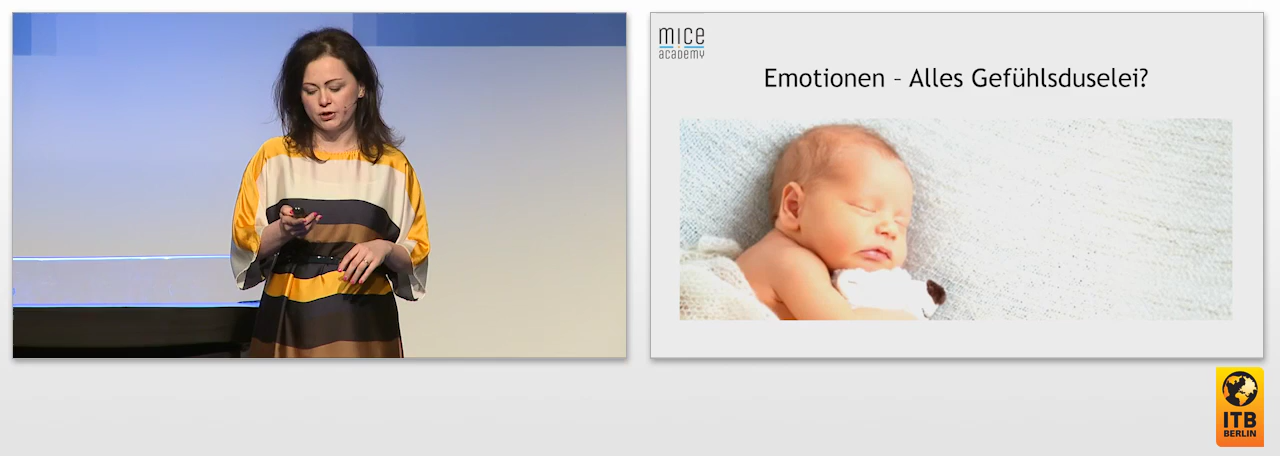 mice
academy
Emotionen – Alles Gefühlsduselei?
ITB
BERLIN